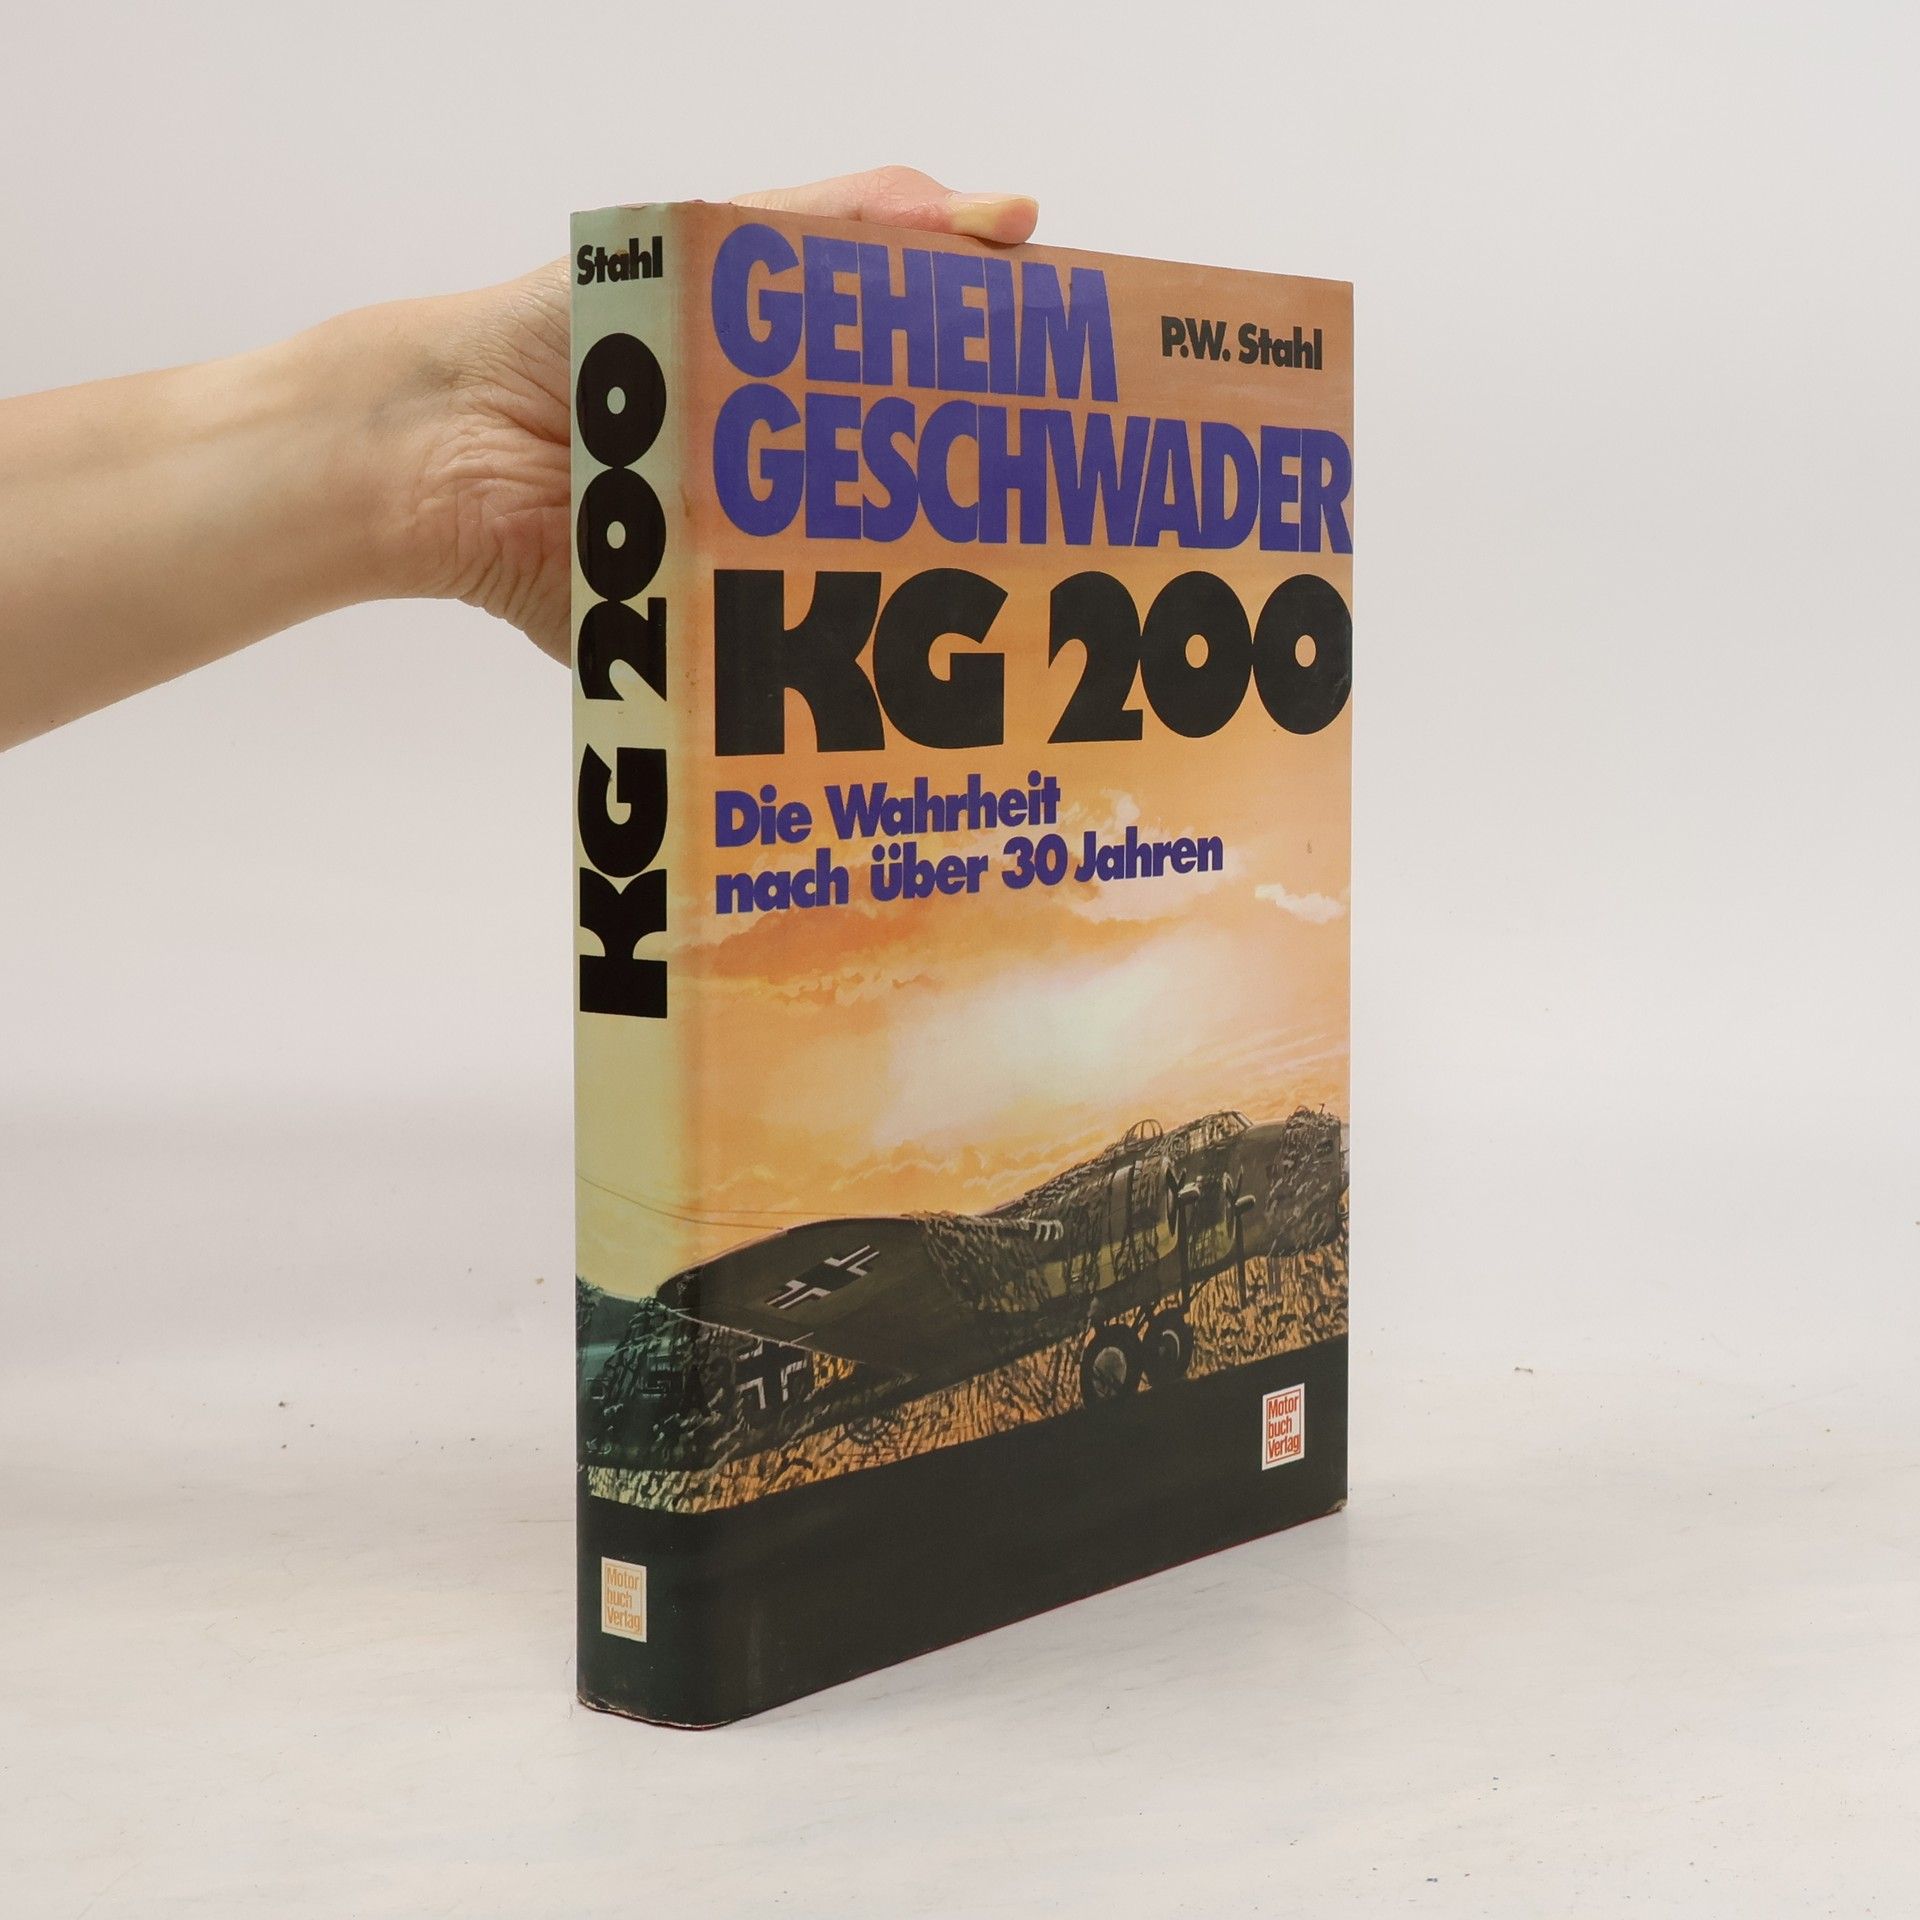 Stahl
KG 200
Motor
buch
Verlag
GEHEIM
GESCHWADER
P.W. Stahl
KG 200
Die Wahrheit
nach über 30 Jahren
Motor
buch
Verlag